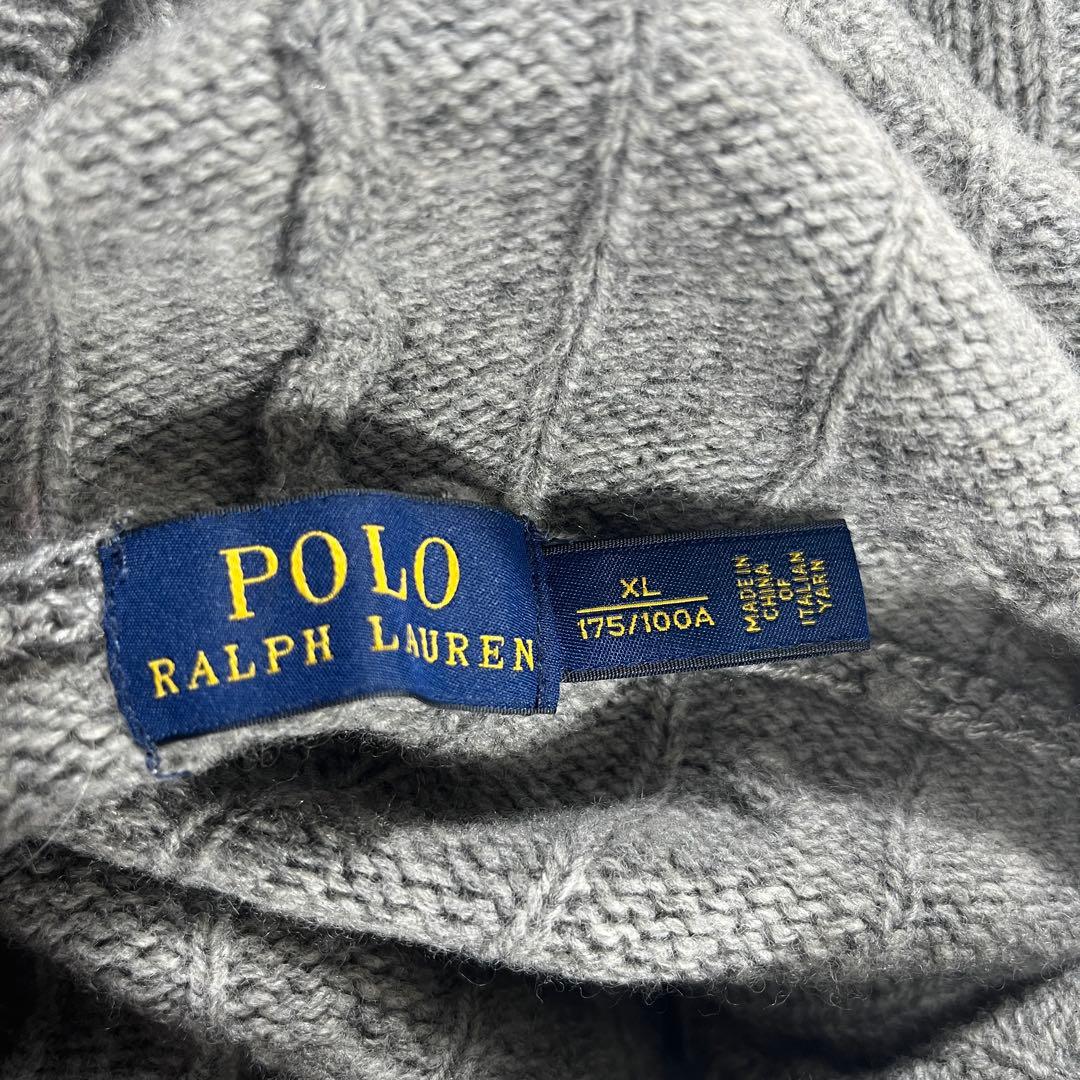 POLO
RALPH LAUREN
XL
175/100A
MADE IN
CHINA
OF
ITALIAN
YARN